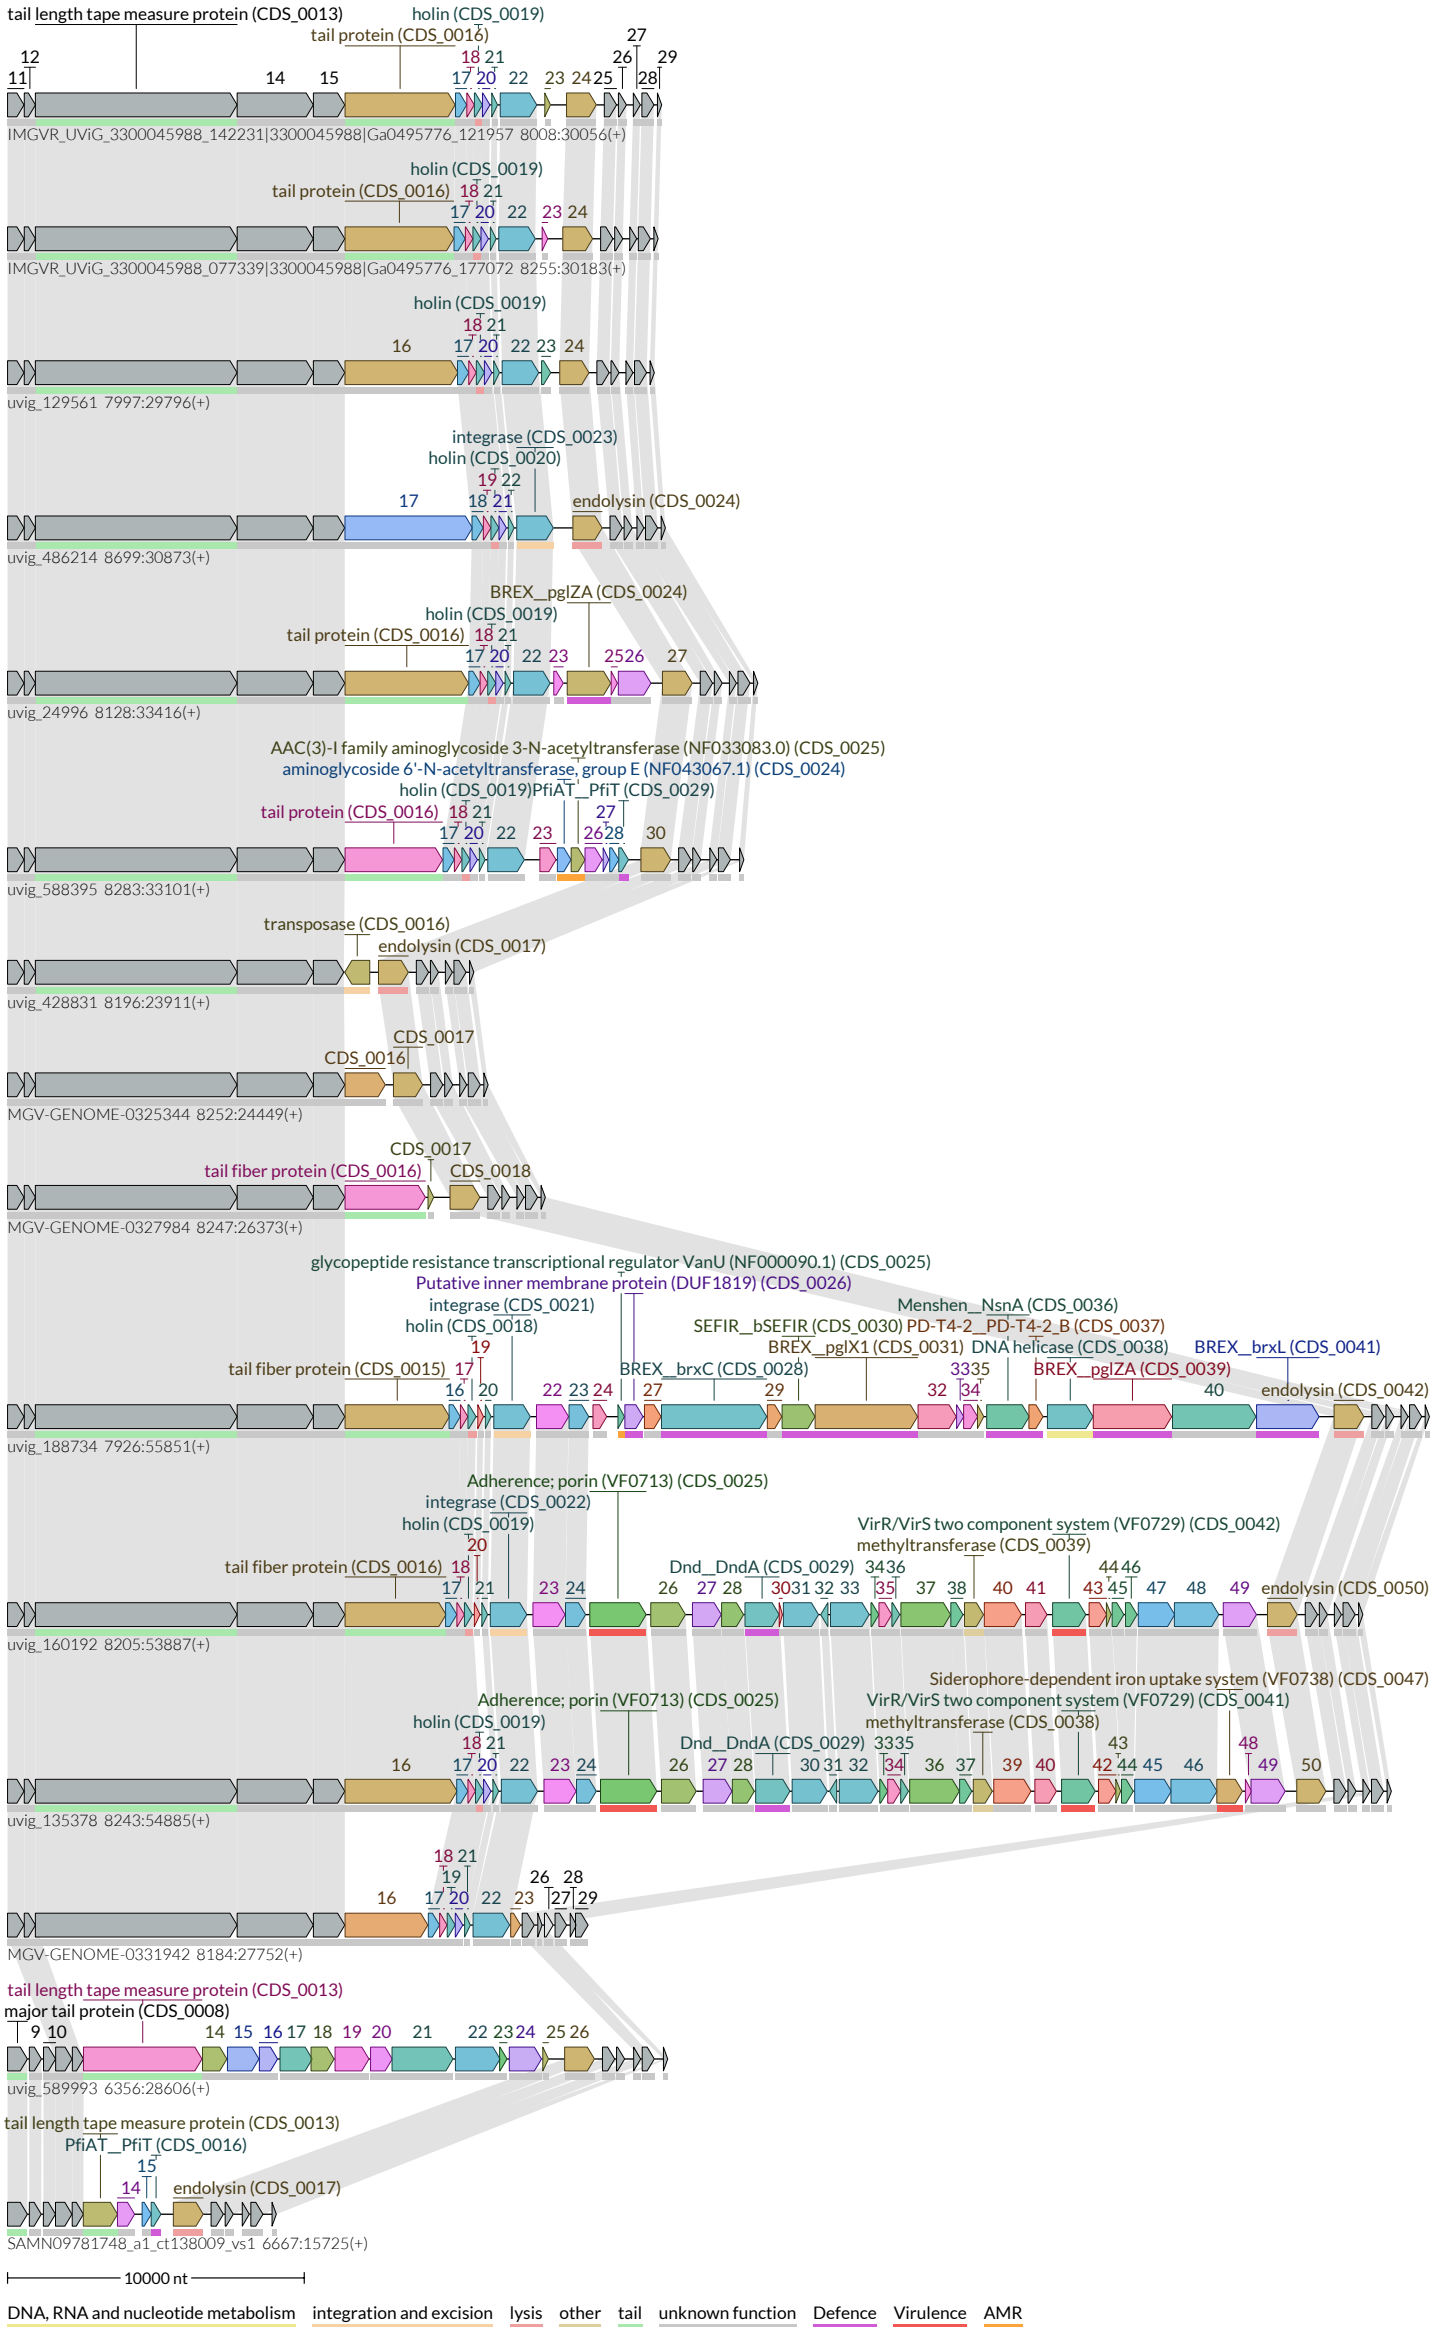 tail length tape measure protein (CDS_0013) holin (CDS_0019)
tail protein (CDS_0016) 27
12 18 21 26 29
11 14 15 17 20 22 23 24 25 28
IMGVR_UViG_3300045988_142231|3300045988|Ga0495776_121957 8008:30056(+)
holin (CDS_0019)
tail protein (CDS_0016) 18 21
17 20 22 23 24
IMGVR_UViG_3300045988_077339|3300045988|Ga0495776_177072 8255:30183(+)
holin (CDS_0019)
18 21
16 17 20 22 23 24
uvig_129561 7997:29796(+)
integrase (CDS_0023)
holin (CDS_0020)
19 22
17 18 21 endolysin (CDS_0024)
uvig_486214 8699:30873(+)
BREX__pglZA (CDS_0024)
holin (CDS_0019)
tail protein (CDS_0016) 18 21
17 20 22 23 25 26 27
uvig_24996 8128:33416(+)
AAC(3)-I family aminoglycoside 3-N-acetyltransferase (NF033083.0) (CDS_0025)
aminoglycoside 6'-N-acetyltransferase, group E (NF043067.1) (CDS_0024)
holin (CDS_0019) PfiAT__PfiT (CDS_0029)
tail protein (CDS_0016) 18 21 27
17 20 22 23 26 28 30
uvig_588395 8283:33101(+)
transposase (CDS_0016)
endolysin (CDS_0017)
uvig_428831 8196:23911(+)
CDS_0017
CDS_0016
MGV-GENOME-0325344 8252:24449(+)
CDS_0017
tail fiber protein (CDS_0016) CDS_0018
MGV-GENOME-0327984 8247:26373(+)
glycopeptide resistance transcriptional regulator VanU (NF000090.1) (CDS_0025)
Putative inner membrane protein (DUF1819) (CDS_0026)
integrase (CDS_0021) Menshen__NsnA (CDS_0036)
holin (CDS_0018) SEFIR__bSEFIR (CDS_0030) PD-T4-2__PD-T4-2_B (CDS_0037)
19 BREX__pglX1 (CDS_0031) DNA helicase (CDS_0038) BREX__brxL (CDS_0041)
tail fiber protein (CDS_0015) 17 BREX__brxC (CDS_0028) 33 35 BREX__pglZA (CDS_0039)
16 20 22 23 24 27 29 32 34 40 endolysin (CDS_0042)
uvig_188734 7926:55851(+)
Adherence; porin (VF0713) (CDS_0025)
integrase (CDS_0022)
holin (CDS_0019) VirR/VirS two component system (VF0729) (CDS_0042)
20 methyltransferase (CDS_0039)
tail fiber protein (CDS_0016) 18 Dnd__DndA (CDS_0029) 34 36 44 46
17 21 23 24 26 27 28 30 31 32 33 35 37 38 40 41 43 45 47 48 49 endolysin (CDS_0050)
uvig_160192 8205:53887(+)
Siderophore-dependent iron uptake system (VF0738) (CDS_0047)
Adherence; porin (VF0713) (CDS_0025) VirR/VirS two component system (VF0729) (CDS_0041)
holin (CDS_0019) methyltransferase (CDS_0038)
18 21 Dnd__DndA (CDS_0029) 33 35 43 48
16 17 20 22 23 24 26 27 28 30 31 32 34 36 37 39 40 42 44 45 46 49 50
uvig_135378 8243:54885(+)
18 21
19 26 28
16 17 20 22 23 27 29
MGV-GENOME-0331942 8184:27752(+)
tail length tape measure protein (CDS_0013)
major tail protein (CDS_0008)
9 10 14 15 16 17 18 19 20 21 22 23 24 25 26
uvig_589993 6356:28606(+)
tail length tape measure protein (CDS_0013)
PfiAT__PfiT (CDS_0016)
15
14 endolysin (CDS_0017)
SAMN09781748_a1_ct138009_vs1 6667:15725(+)
10000 nt
DNA, RNA and nucleotide metabolism integration and excision lysis other tail unknown function Defence Virulence AMR